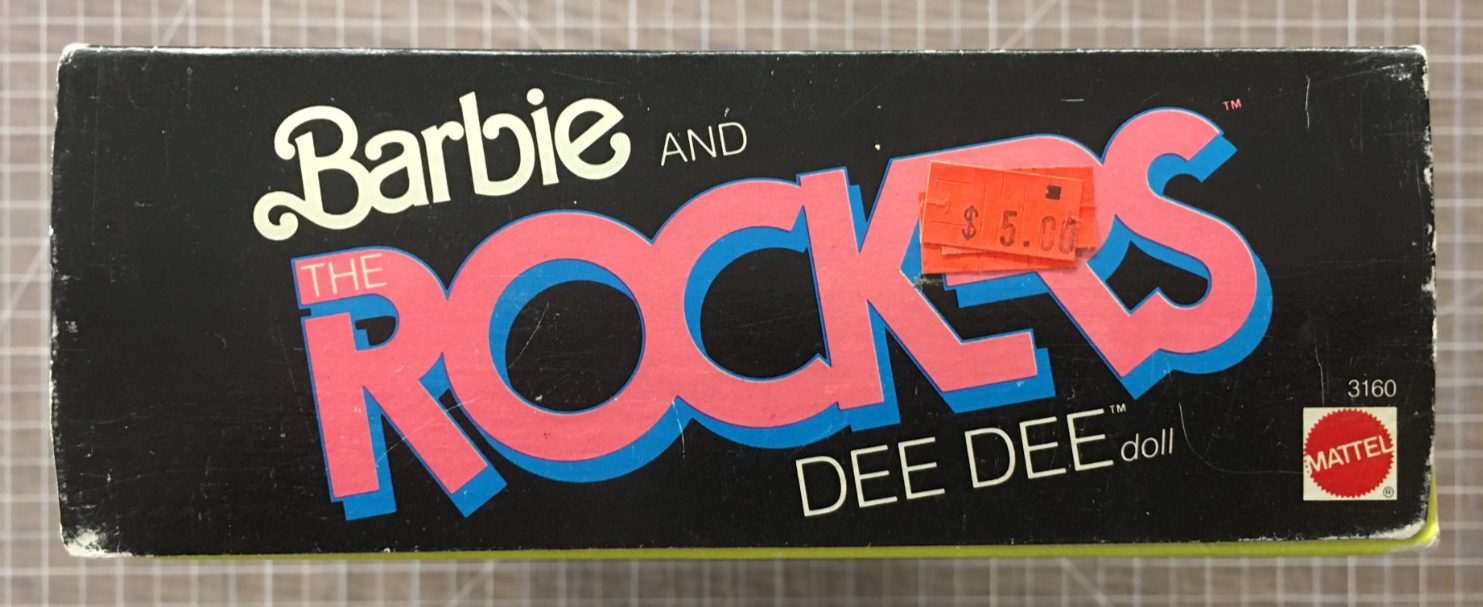 Barbie AND
THE
ROCKERS™
$ 5.00
DEE DEE™ doll
3160
MATTEL®